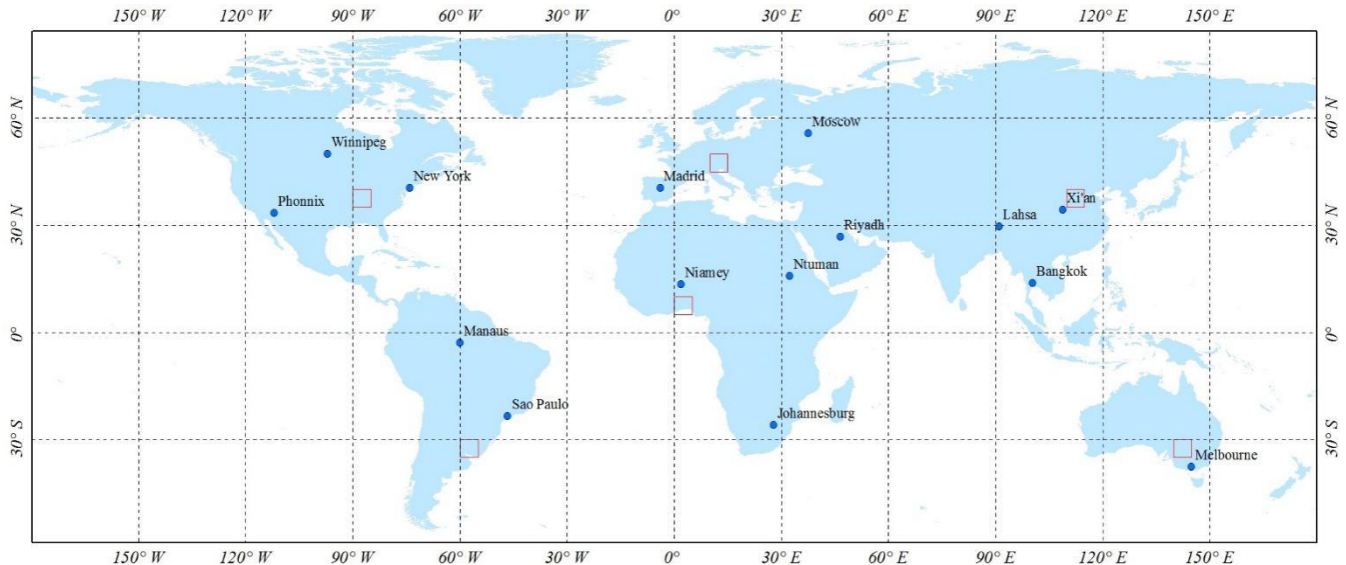 150° W 120° W 90° W 60° W 30° W 0° 30° E 60° E 90° E 120° E 150° E
60° N 60° N
Moscow
Winnipeg
New York
Madrid
Xi'an
Phonnix
Lahsa
30° N 30° N
Riyadh
Niamey
Ntuman
Bangkok
0° 0°
Manaus
Sao Paulo
Johannesburg
30° S 30° S
Melbourne
150° W 120° W 90° W 60° W 30° W 0° 30° E 60° E 90° E 120° E 150° E